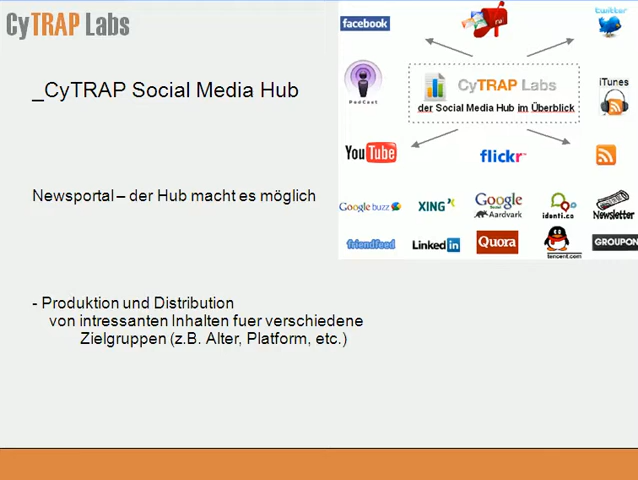 CyTRAP Labs
_CyTRAP Social Media Hub
Newsportal – der Hub macht es möglich
- Produktion und Distribution
von intressanten Inhalten fuer verschiedene
Zielgruppen (z.B. Alter, Platform, etc.)
facebook
twitter
PodCast
CyTRAP Labs
der Social Media Hub im Überblick
iTunes
YouTube
flickr
Google buzz
XING
Google
Aardvark
identi.ca
Newsletter
friendfeed
LinkedIn
Quora
tencent.com
GROUPON